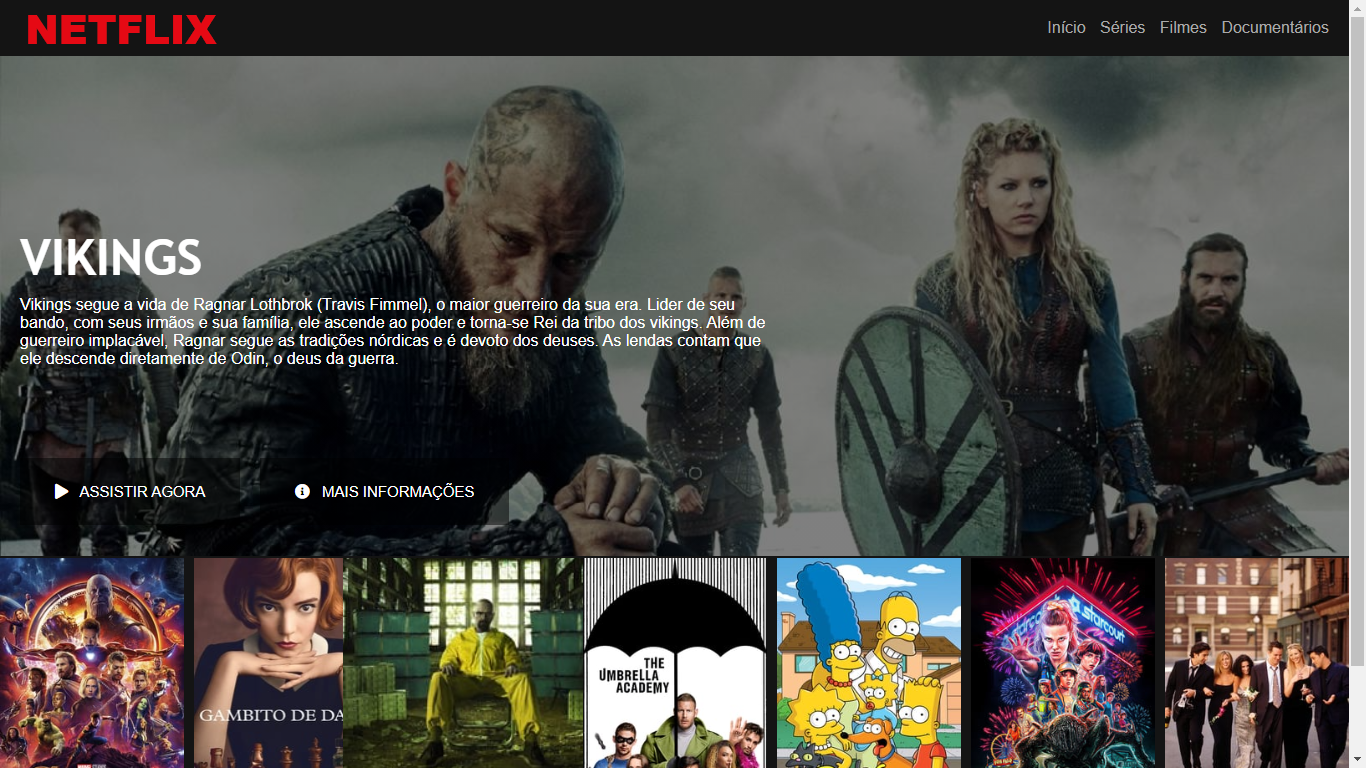 NETFLIX
Início Séries Filmes Documentários
VIKINGS
Vikings segue a vida de Ragnar Lothbrok (Travis Fimmel), o maior guerreiro da sua era. Lider de seu
bando, com seus irmãos e sua família, ele ascende ao poder e torna-se Rei da tribo dos vikings. Além de
guerreiro implacável, Ragnar segue as tradições nórdicas e é devoto dos deuses. As lendas contam que
ele descende diretamente de Odin, o deus da guerra.
ASSISTIR AGORA
MAIS INFORMAÇÕES
GAMBITO DE DA
THE
UMBRELLA
ACADEMY
starcourt